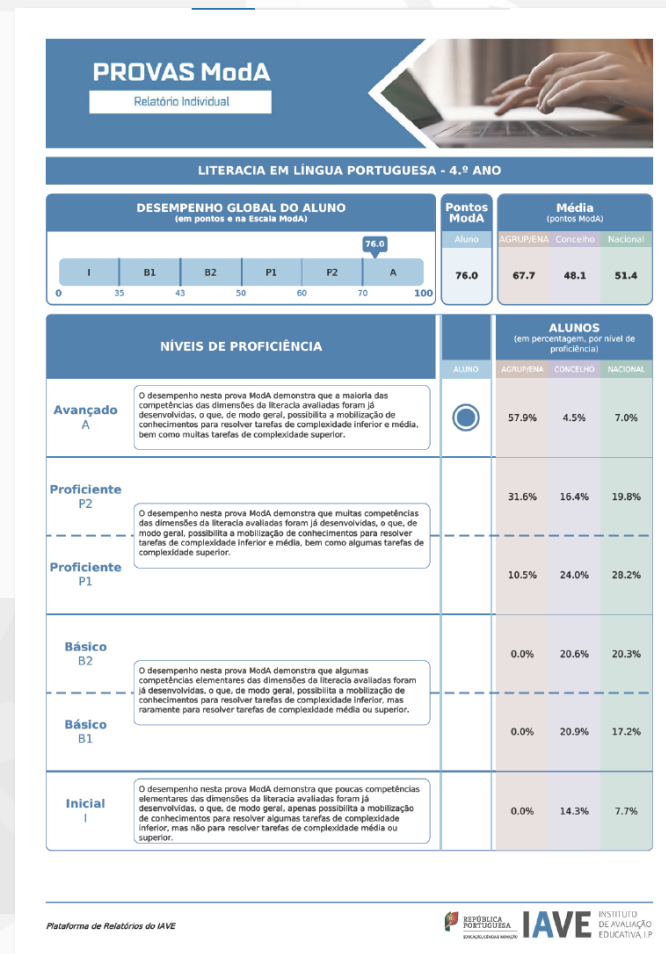 PROVAS ModA
Relatório Individual
LITERACIA EM LÍNGUA PORTUGUESA - 4.º ANO
DESEMPENHO GLOBAL DO ALUNO
(em pontos e na Escala ModA)
76.0
I B1 B2 P1 P2 A
0 35 43 50 60 70 100
Pontos
ModA
Aluno
76.0
Média
(pontos ModA)
AGRUP/ENA Concelho Nacional
67.7 48.1 51.4
NÍVEIS DE PROFICIÊNCIA
ALUNO
ALUNOS
(em percentagem, por nível de
proficiência)
AGRUP/ENA CONCELHO NACIONAL
Avançado
A
O desempenho nesta prova ModA demonstra que a maioria das
competências das dimensões da literacia avaliadas foram já
desenvolvidas, o que, de modo geral, possibilita a mobilização de
conhecimentos para resolver tarefas de complexidade inferior e média,
bem como muitas tarefas de complexidade superior.
57.9% 4.5% 7.0%
Proficiente
P2
31.6% 16.4% 19.8%
O desempenho nesta prova ModA demonstra que muitas competências
das dimensões da literacia avaliadas foram já desenvolvidas, o que, de
modo geral, possibilita a mobilização de conhecimentos para resolver
tarefas de complexidade inferior e média, bem como algumas tarefas de
complexidade superior.
Proficiente
P1
10.5% 24.0% 28.2%
Básico
B2
0.0% 20.6% 20.3%
O desempenho nesta prova ModA demonstra que algumas
competências elementares das dimensões da literacia avaliadas foram
já desenvolvidas, o que, de modo geral, possibilita a mobilização de
conhecimentos para resolver tarefas de complexidade inferior, mas
raramente para resolver tarefas de complexidade média ou superior.
Básico
B1
0.0% 20.9% 17.2%
Inicial
I
O desempenho nesta prova ModA demonstra que poucas competências
elementares das dimensões da literacia avaliadas foram já
desenvolvidas, o que, de modo geral, apenas possibilita a mobilização
de conhecimentos para resolver algumas tarefas de complexidade
inferior, mas não para resolver tarefas de complexidade média ou
superior.
0.0% 14.3% 7.7%
Plataforma de Relatórios do IAVE
REPÚBLICA
PORTUGUESA
EDUCAÇÃO, CIÊNCIA E INOVAÇÃO
IAVE
INSTITUTO
DE AVALIAÇÃO
EDUCATIVA, I.P